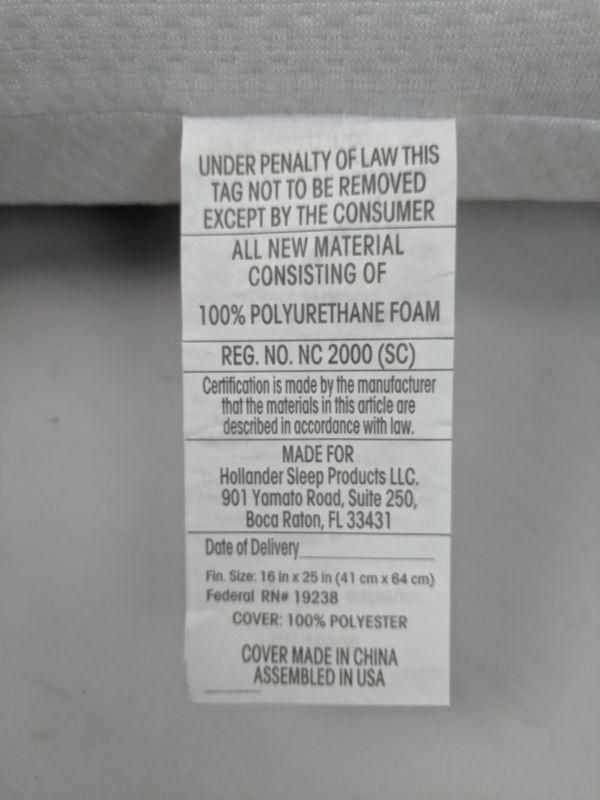 UNDER PENALTY OF LAW THIS
TAG NOT TO BE REMOVED
EXCEPT BY THE CONSUMER
ALL NEW MATERIAL
CONSISTING OF
100% POLYURETHANE FOAM
REG. NO. NC 2000 (SC)
Certification is made by the manufacturer
that the materials in this article are
described in accordance with law.
MADE FOR
Hollander Sleep Products LLC.
901 Yamato Road, Suite 250,
Boca Raton, FL 33431
Date of Delivery
Fin. Size: 16 in x 25 in (41 cm x 64 cm)
Federal RN# 19238
COVER: 100% POLYESTER
COVER MADE IN CHINA
ASSEMBLED IN USA